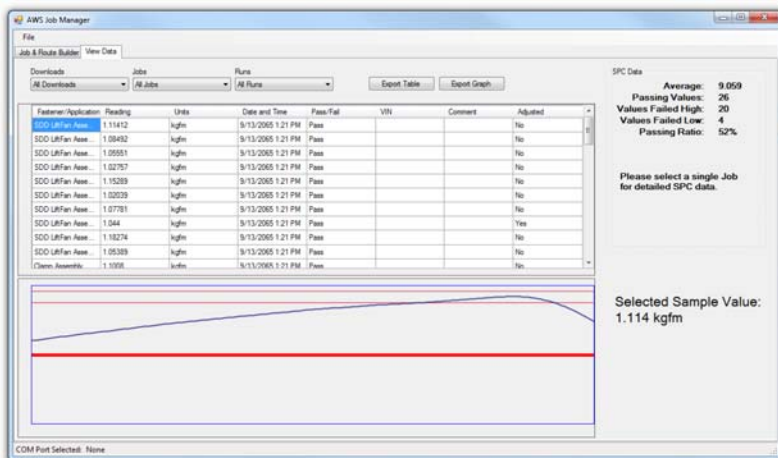 AWS Job Manager
File
Job & Route Builder View Data
Downloads Jobs Runs
All Downloads All Jobs All Runs Export Table Export Graph
SPC Data
Average: 9.059
Passing Values: 26
Values Failed High: 20
Values Failed Low: 4
Passing Ratio: 52%
Please select a single Job
for detailed SPC data.
Fastener/Application Reading Units Date and Time Pass/Fail VIN Comment Adjusted
SDD LiftFan Asse... 1.11412 kgfm 9/13/2065 1:21 PM Pass No
SDD LiftFan Asse... 1.08492 kgfm 9/13/2065 1:21 PM Pass No
SDD LiftFan Asse... 1.05551 kgfm 9/13/2065 1:21 PM Pass No
SDD LiftFan Asse... 1.02757 kgfm 9/13/2065 1:21 PM Pass No
SDD LiftFan Asse... 1.15289 kgfm 9/13/2065 1:21 PM Pass No
SDD LiftFan Asse... 1.02039 kgfm 9/13/2065 1:21 PM Pass No
SDD LiftFan Asse... 1.07781 kgfm 9/13/2065 1:21 PM Pass No
SDD LiftFan Asse... 1.044 kgfm 9/13/2065 1:21 PM Pass Yes
SDD LiftFan Asse... 1.18274 kgfm 9/13/2065 1:21 PM Pass No
SDD LiftFan Asse... 1.05389 kgfm 9/13/2065 1:21 PM Pass No
Clamp Assembly 1.1008 kgfm 9/13/2065 1:21 PM Pass No
Selected Sample Value:
1.114 kgfm
COM Port Selected: None